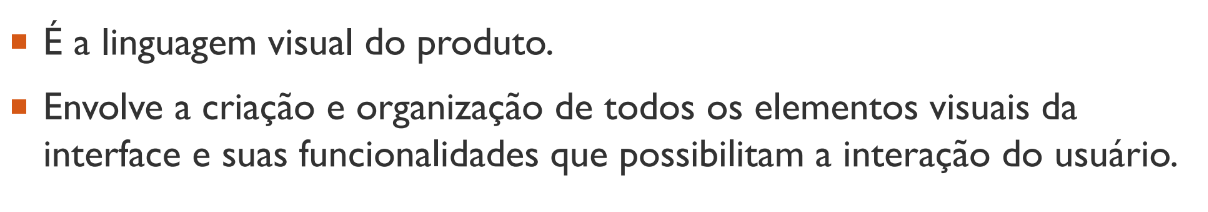 É a linguagem visual do produto.
Envolve a criação e organização de todos os elementos visuais da
interface e suas funcionalidades que possibilitam a interação do usuário.